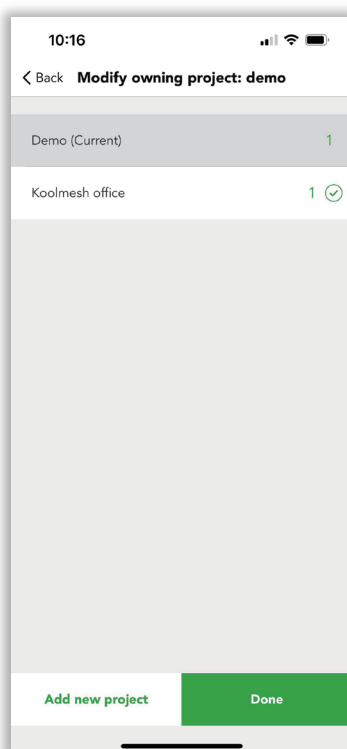 10:16
Back Modify owning project: demo
Demo (Current) 1
Koolmesh office 1
Add new project Done